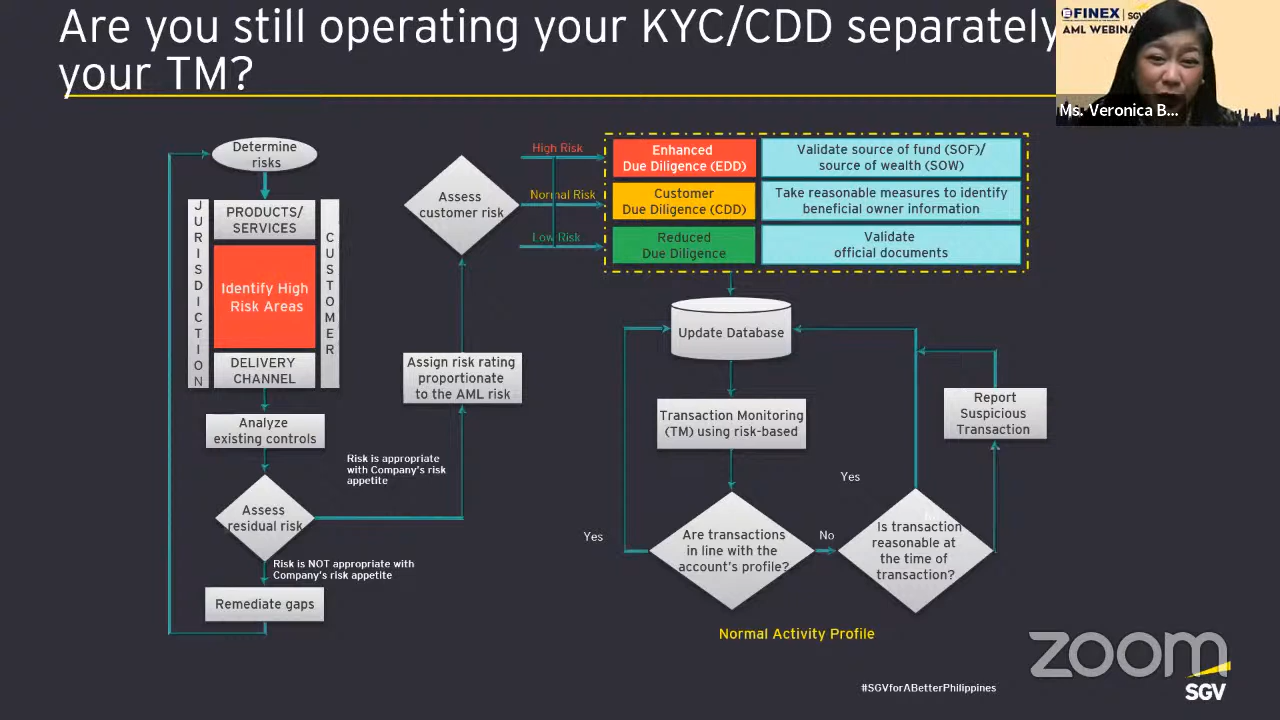 Are you still operating your KYC/CDD separately
your TM?
FINEX SGV
AML WEBINA
Ms. Veronica B...
Determine
risks
JURISDICTION
PRODUCTS/
SERVICES
Identify High
Risk Areas
DELIVERY
CHANNEL
CUSTOMER
Analyze
existing controls
Assess
residual risk
Risk is appropriate
with Company's risk
appetite
Risk is NOT appropriate with
Company's risk appetite
Remediate gaps
Assign risk rating
proportionate
to the AML risk
Assess
customer risk
High Risk
Normal Risk
Low Risk
Enhanced
Due Diligence (EDD)
Validate source of fund (SOF)/
source of wealth (SOW)
Customer
Due Diligence (CDD)
Take reasonable measures to identify
beneficial owner information
Reduced
Due Diligence
Validate
official documents
Update Database
Transaction Monitoring
(TM) using risk-based
Are transactions
in line with the
account's profile?
Yes
No
Is transaction
reasonable at
the time of
transaction?
Yes
Report
Suspicious
Transaction
Normal Activity Profile
zoom
#SGVforABetterPhilippines
SGV